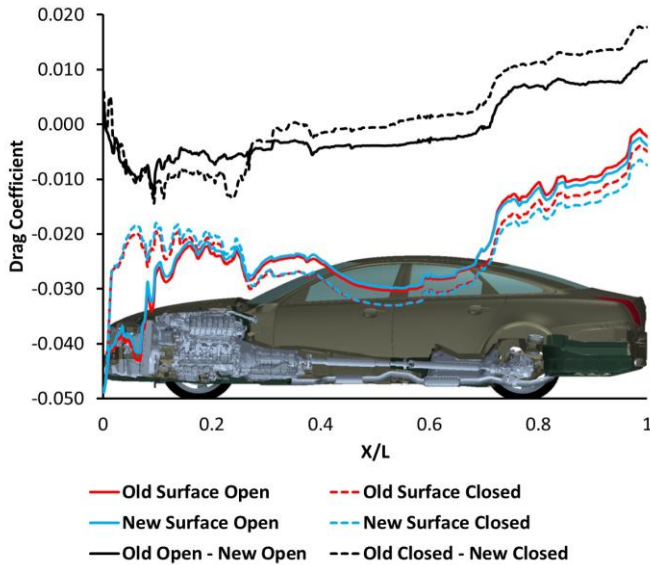 0.020
0.010
0.000
-0.010
-0.020
-0.030
-0.040
-0.050
Drag Coefficient
0 0.2 0.4 0.6 0.8 1
X/L
Old Surface Open Old Surface Closed
New Surface Open New Surface Closed
Old Open - New Open Old Closed - New Closed